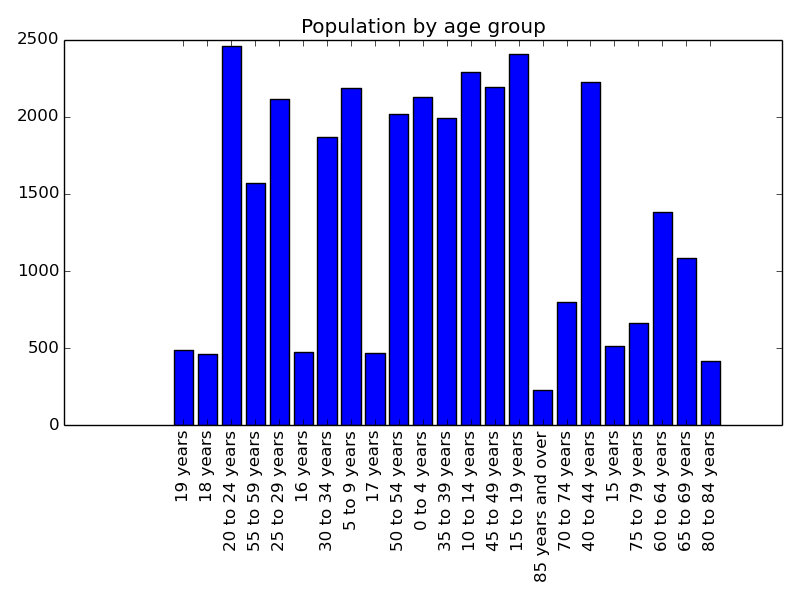 Population by age group
2500
2000
1500
1000
500
0
19 years
18 years
20 to 24 years
55 to 59 years
25 to 29 years
16 years
30 to 34 years
5 to 9 years
17 years
50 to 54 years
0 to 4 years
35 to 39 years
10 to 14 years
45 to 49 years
15 to 19 years
85 years and over
70 to 74 years
40 to 44 years
15 years
75 to 79 years
60 to 64 years
65 to 69 years
80 to 84 years